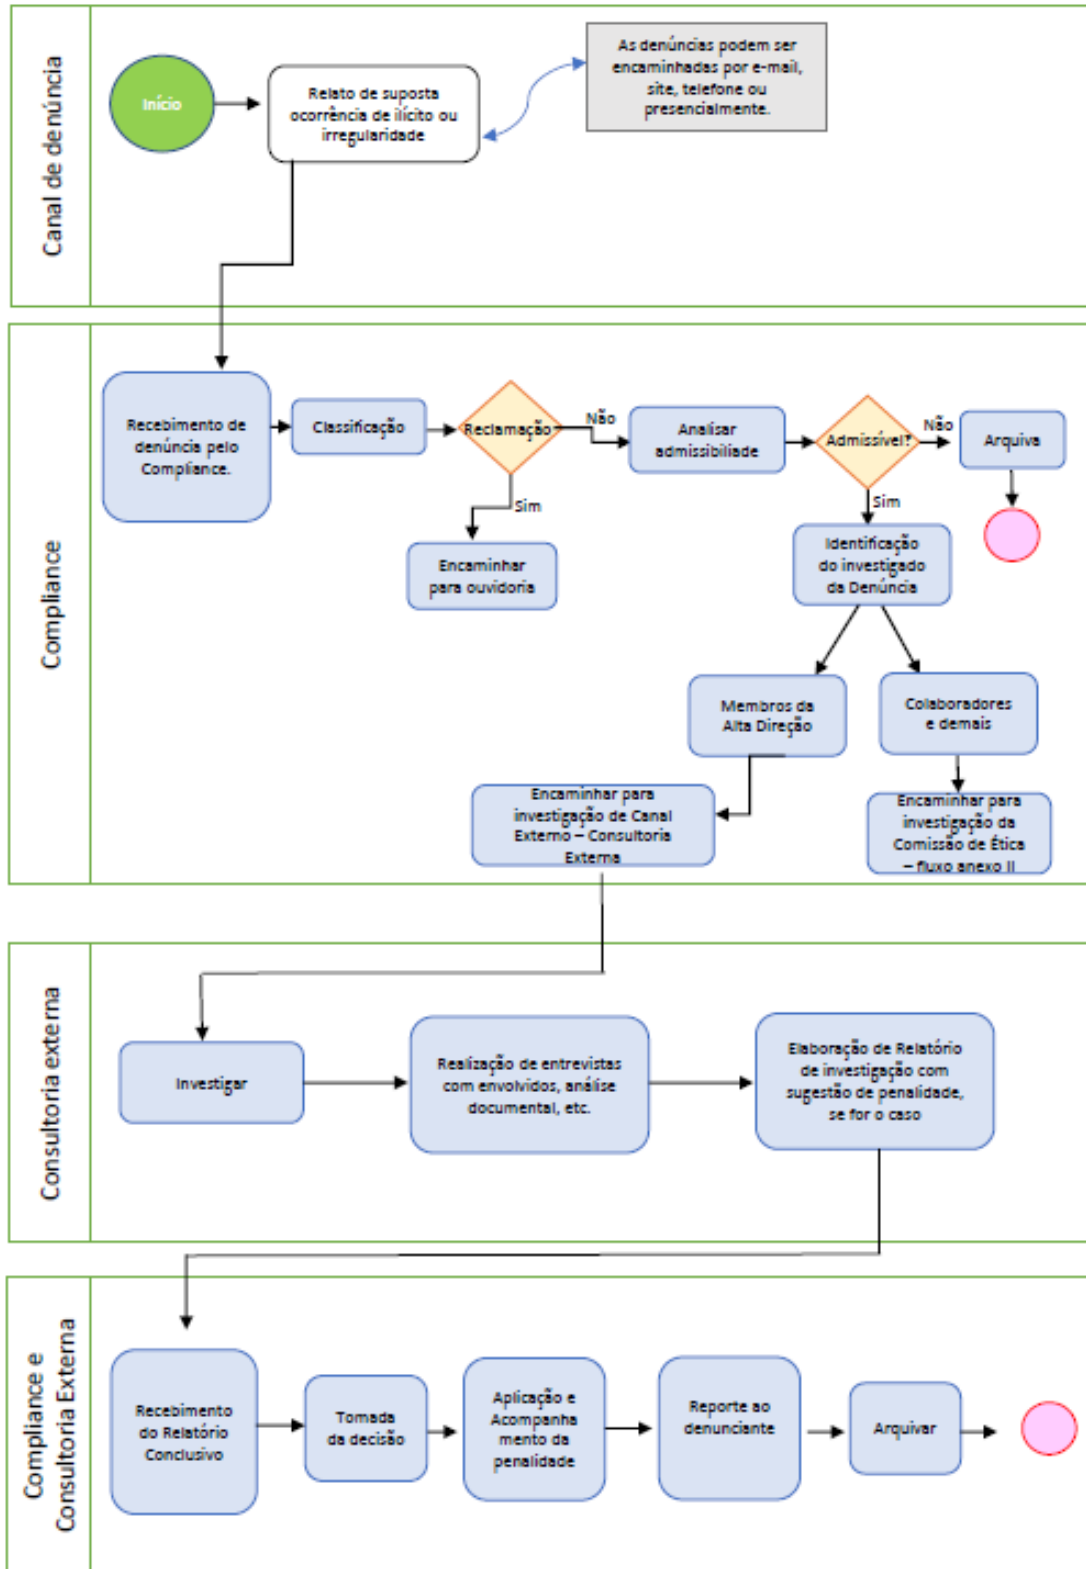 Canal de denúncia
Início
Relato de suposta
ocorrência de ilícito ou
irregularidade
As denúncias podem ser
encaminhadas por e-mail,
site, telefone ou
presencialmente.
Compliance
Recebimento de
denúncia pelo
Compliance.
Classificação
Reclamação
Não
Sim
Encaminhar
para ouvidoria
Analisar
admissibiliade
Admissível?
Não
Arquiva
Sim
Identificação
do investigado
da Denúncia
Membros da
Alta Direção
Colaboradores
e demais
Encaminhar para
investigação de Canal
Externo – Consultoria
Externa
Encaminhar para
investigação da
Comissão de Ética
– fluxo anexo II
Consultoria externa
Investigar
Realização de entrevistas
com envolvidos, análise
documental, etc.
Elaboração de Relatório
de investigação com
sugestão de penalidade,
se for o caso
Compliance e
Consultoria Externa
Recebimento
do Relatório
Conclusivo
Tomada
da decisão
Aplicação e
Acompanha
mento da
penalidade
Reporte ao
denunciante
Arquivar